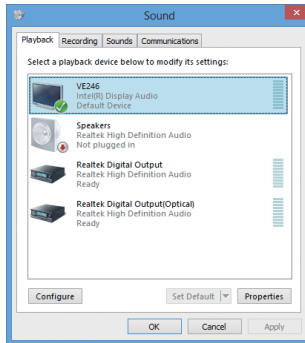 Sound
Playback Recording Sounds Communications
Select a playback device below to modify its settings:
VE246
Intel(R) Display Audio
Default Device
Speakers
Realtek High Definition Audio
Not plugged in
Realtek Digital Output
Realtek High Definition Audio
Ready
Realtek Digital Output(Optical)
Realtek High Definition Audio
Ready
Configure Set Default Properties
OK Cancel Apply